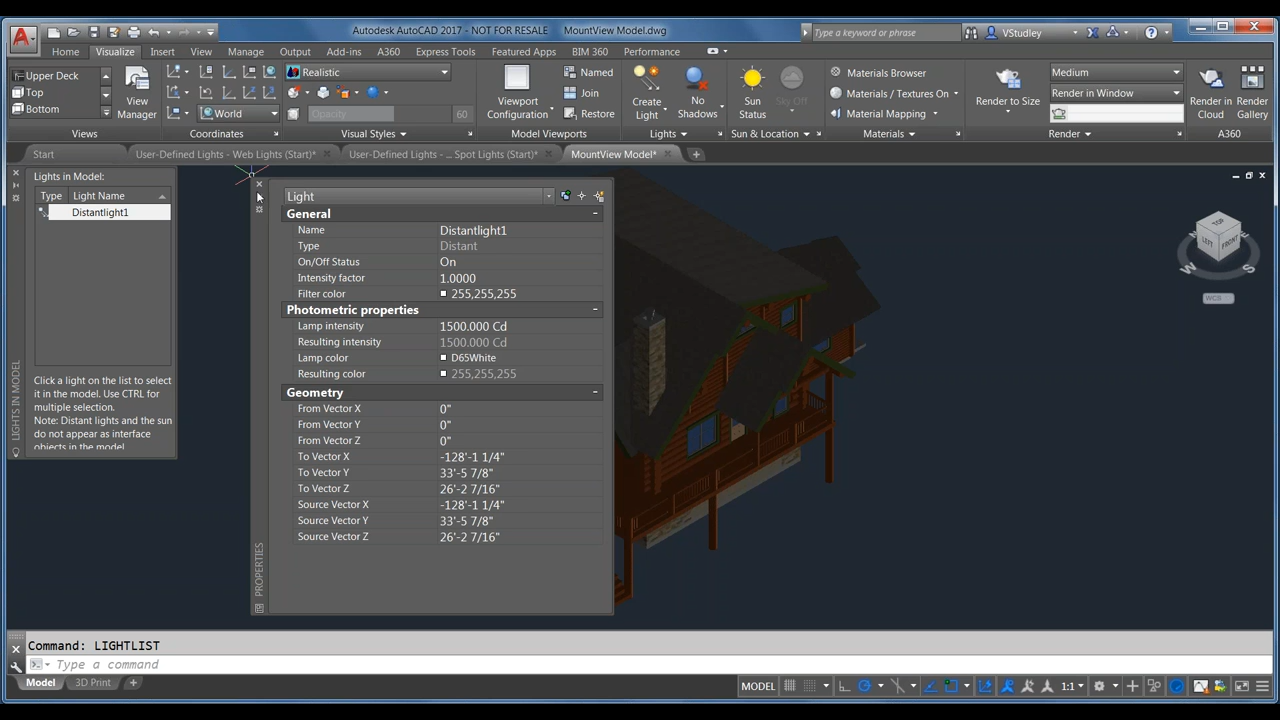 Autodesk AutoCAD 2017 - NOT FOR RESALE MountView Model.dwg
Type a keyword or phrase
VStudley
Home Visualize Insert View Manage Output Add-ins A360 Express Tools Featured Apps BIM 360 Performance
Upper Deck
Top
Bottom
View Manager
World
Realistic
Opacity 60
Viewport Configuration
Named
Join
Restore
Create Light
No Shadows
Sun Status
Sky Off
Materials Browser
Materials / Textures On
Material Mapping
Render to Size
Medium
Render in Window
Render in Cloud
Render Gallery
Views Coordinates Visual Styles Model Viewports Lights Sun & Location Materials Render A360
Start User-Defined Lights - Web Lights (Start)* User-Defined Lights - ... Spot Lights (Start)* MountView Model*
Lights in Model:
Type Light Name
Distantlight1
Click a light on the list to select
it in the model. Use CTRL for
multiple selection.
Note: Distant lights and the sun
do not appear as interface
objects in the model
LIGHTS IN MODEL
Light
General
Name Distantlight1
Type Distant
On/Off Status On
Intensity factor 1.0000
Filter color 255,255,255
Photometric properties
Lamp intensity 1500.000 Cd
Resulting intensity 1500.000 Cd
Lamp color D65White
Resulting color 255,255,255
Geometry
From Vector X 0"
From Vector Y 0"
From Vector Z 0"
To Vector X -128'-1 1/4"
To Vector Y 33'-5 7/8"
To Vector Z 26'-2 7/16"
Source Vector X -128'-1 1/4"
Source Vector Y 33'-5 7/8"
Source Vector Z 26'-2 7/16"
PROPERTIES
TOP
LEFT FRONT
W S
WCS
Command: LIGHTLIST
Type a command
Model 3D Print
MODEL 1:1